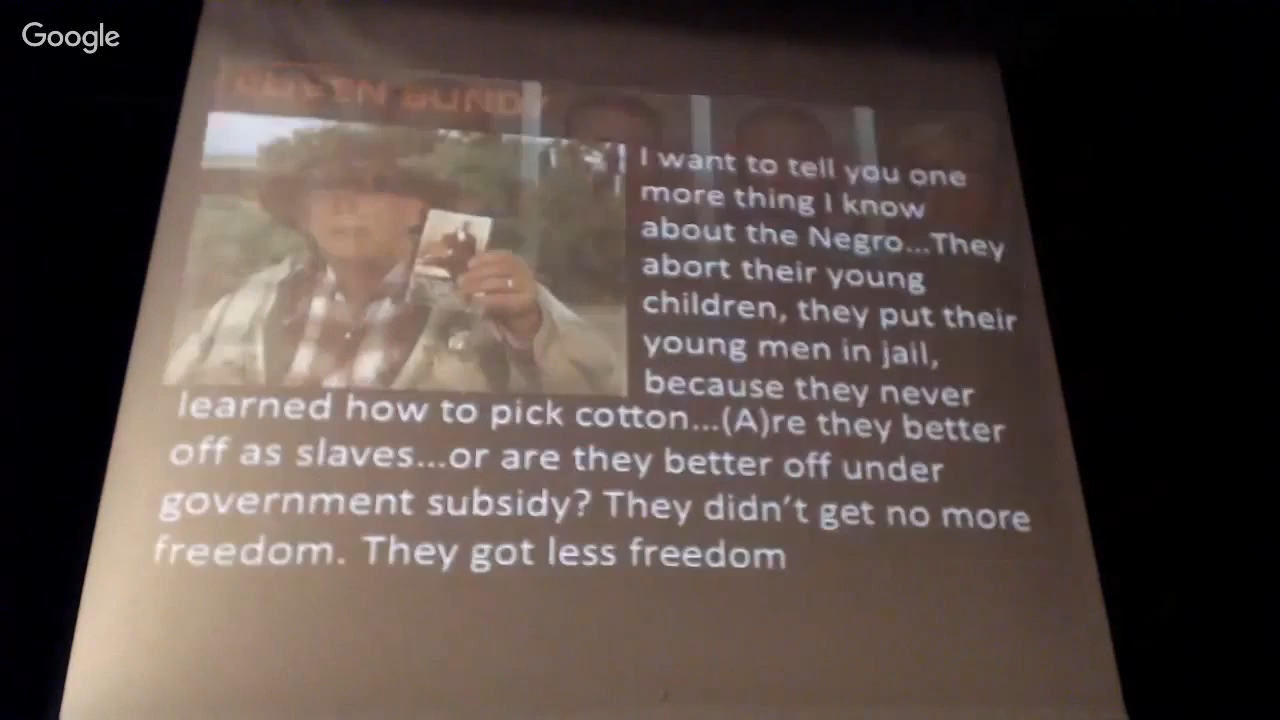 Google
BUNDY
I want to tell you one
more thing I know
about the Negro...They
abort their young
children, they put their
young men in jail,
because they never
learned how to pick cotton...(A)re they better
off as slaves...or are they better off under
government subsidy? They didn't get no more
freedom. They got less freedom